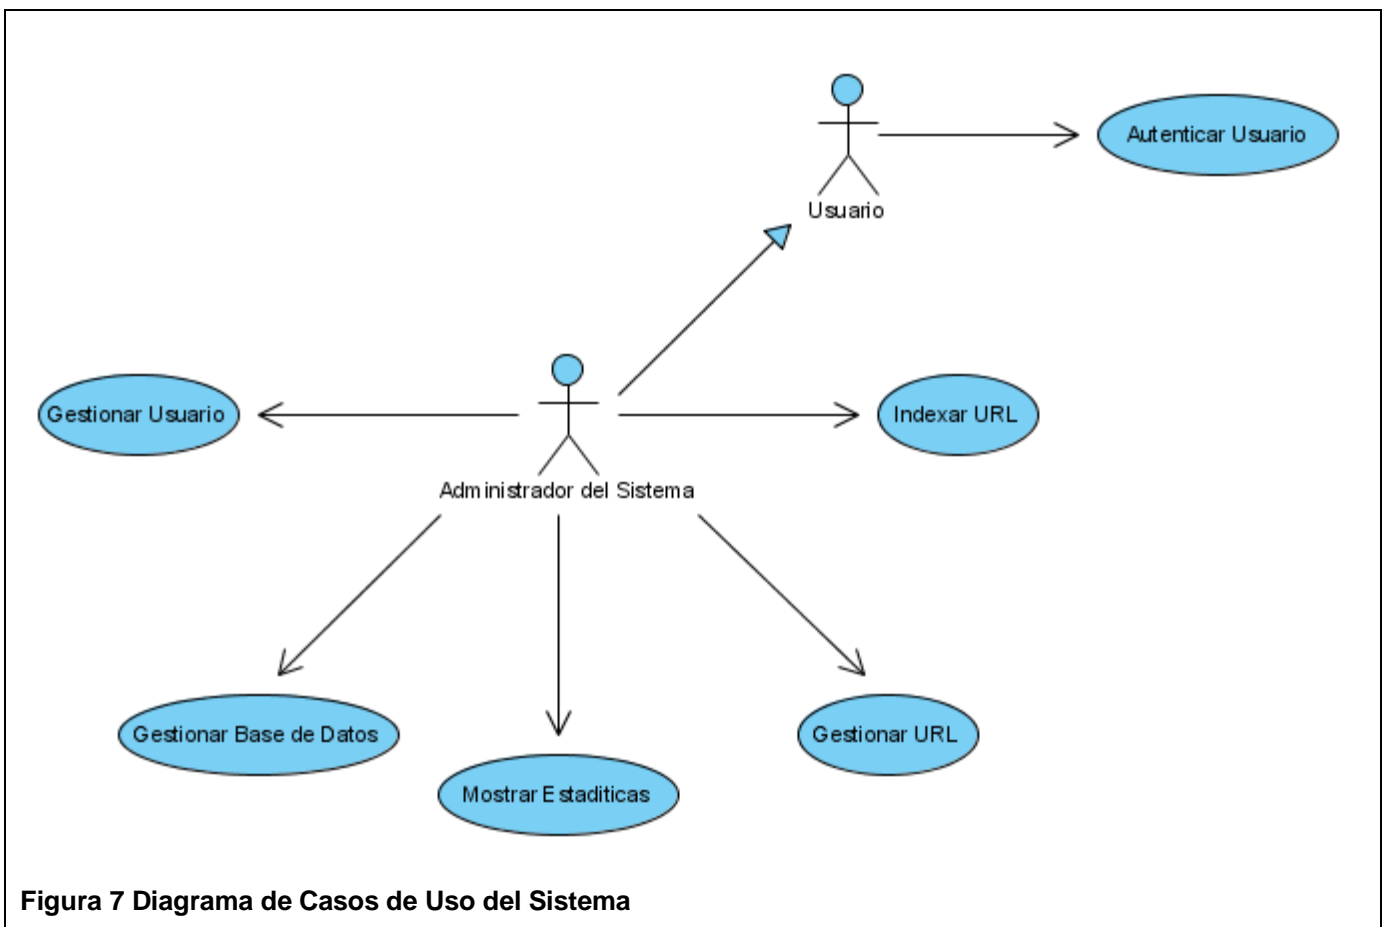 Autenticar Usuario
Usuario
Gestionar Usuario
Indexar URL
Administrador del Sistema
Gestionar Base de Datos
Gestionar URL
Mostrar Estaditicas
Figura 7 Diagrama de Casos de Uso del Sistema